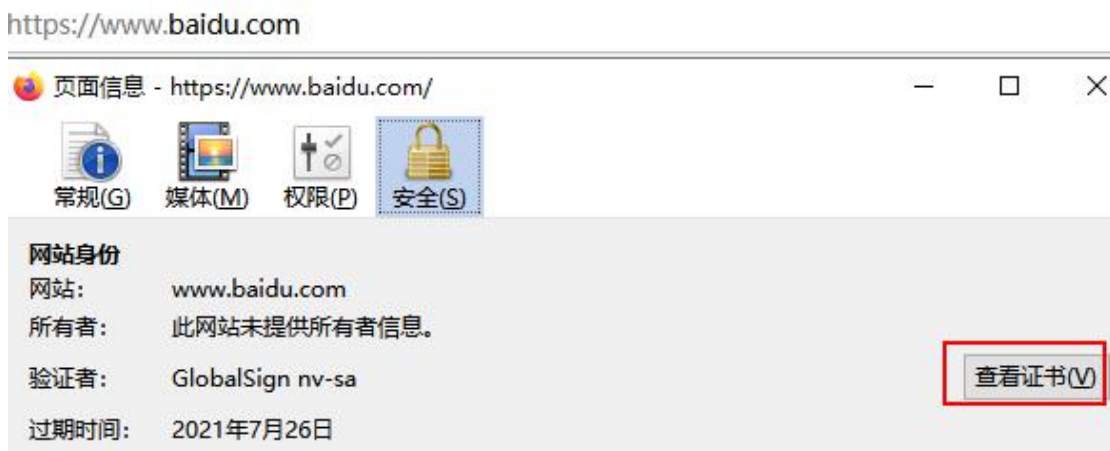 https://www.baidu.com
页面信息 - https://www.baidu.com/
常规(G) 媒体(M) 权限(P) 安全(S)
网站身份
网站： www.baidu.com
所有者： 此网站未提供所有者信息。
验证者： GlobalSign nv-sa
查看证书(V)
过期时间： 2021年7月26日